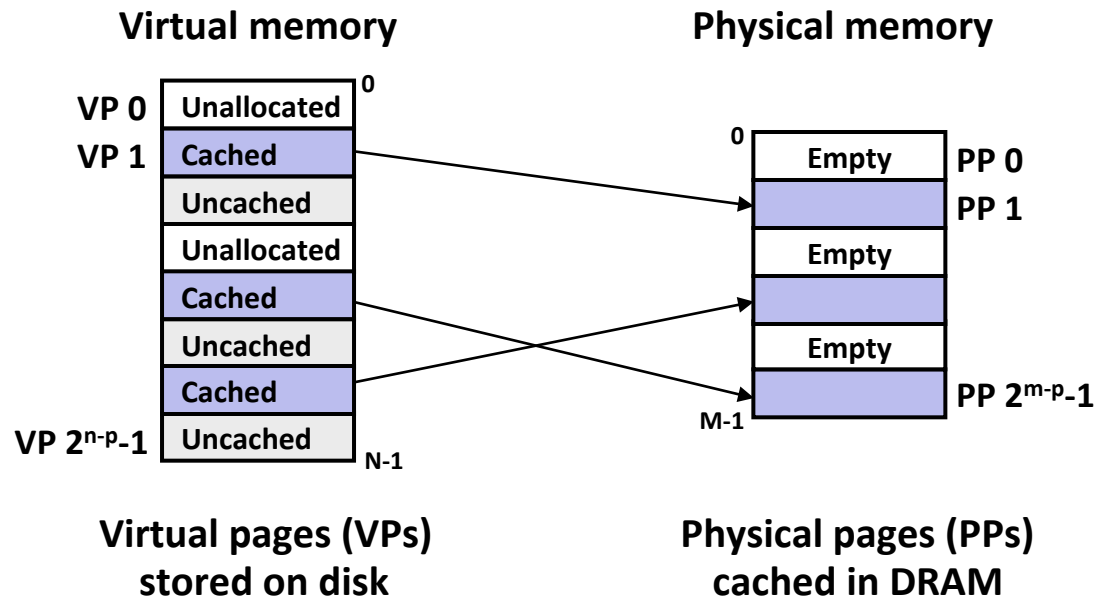 Virtual memory
Physical memory
0
VP 0
Unallocated
VP 1
Cached
Uncached
Unallocated
Cached
Uncached
Cached
VP 2ⁿ⁻ᵖ-1
Uncached
N-1
0
Empty
PP 0
PP 1
Empty
Empty
PP 2ᵐ⁻ᵖ-1
M-1
Virtual pages (VPs)
stored on disk
Physical pages (PPs)
cached in DRAM